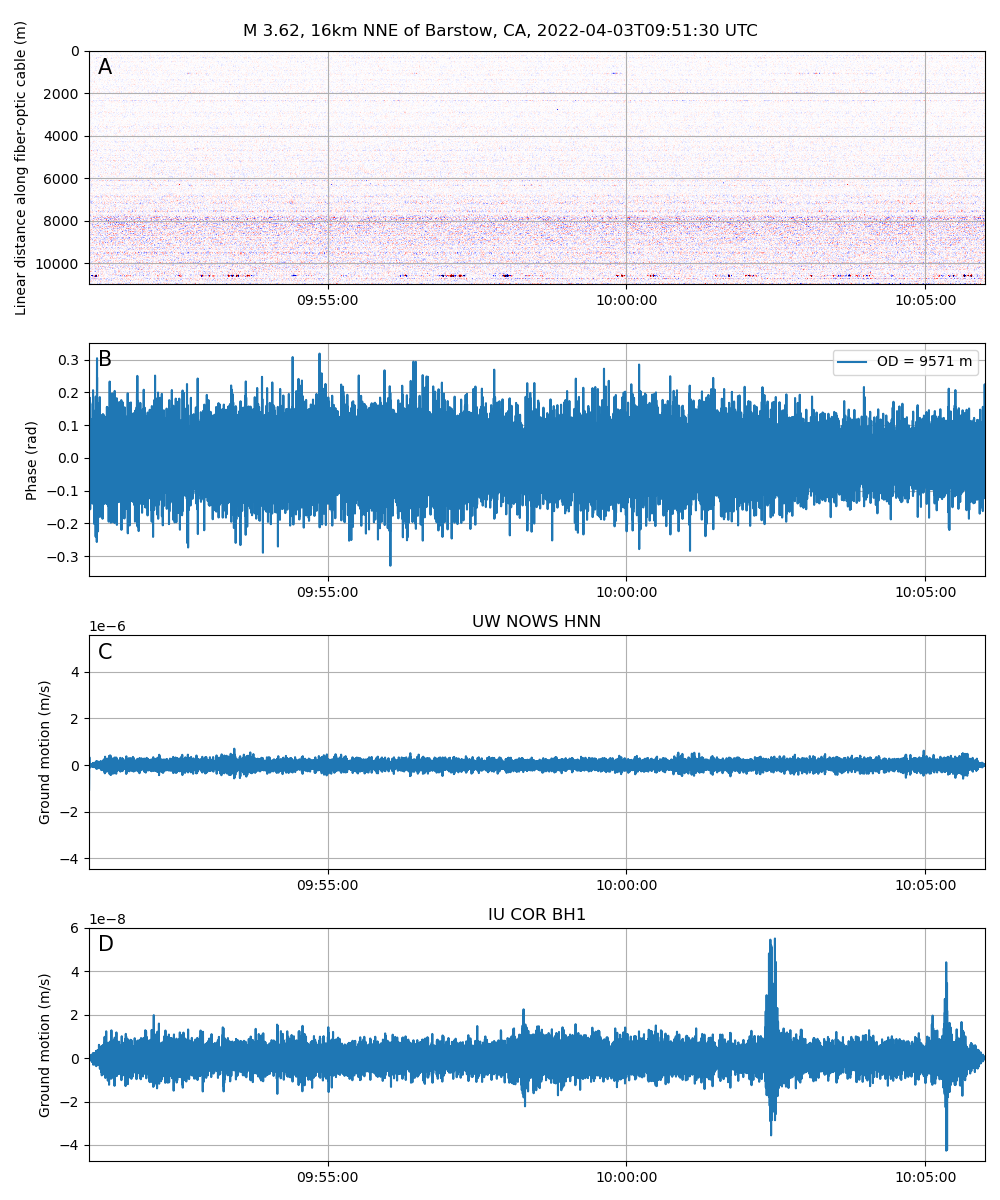 M 3.62, 16km NNE of Barstow, CA, 2022-04-03T09:51:30 UTC
A
Linear distance along fiber-optic cable (m)
0
2000
4000
6000
8000
10000
09:55:00
10:00:00
10:05:00
B
OD = 9571 m
Phase (rad)
0.3
0.2
0.1
0.0
−0.1
−0.2
−0.3
09:55:00
10:00:00
10:05:00
UW NOWS HNN
1e−6
C
Ground motion (m/s)
4
2
0
−2
−4
09:55:00
10:00:00
10:05:00
IU COR BH1
1e−8
D
Ground motion (m/s)
6
4
2
0
−2
−4
09:55:00
10:00:00
10:05:00